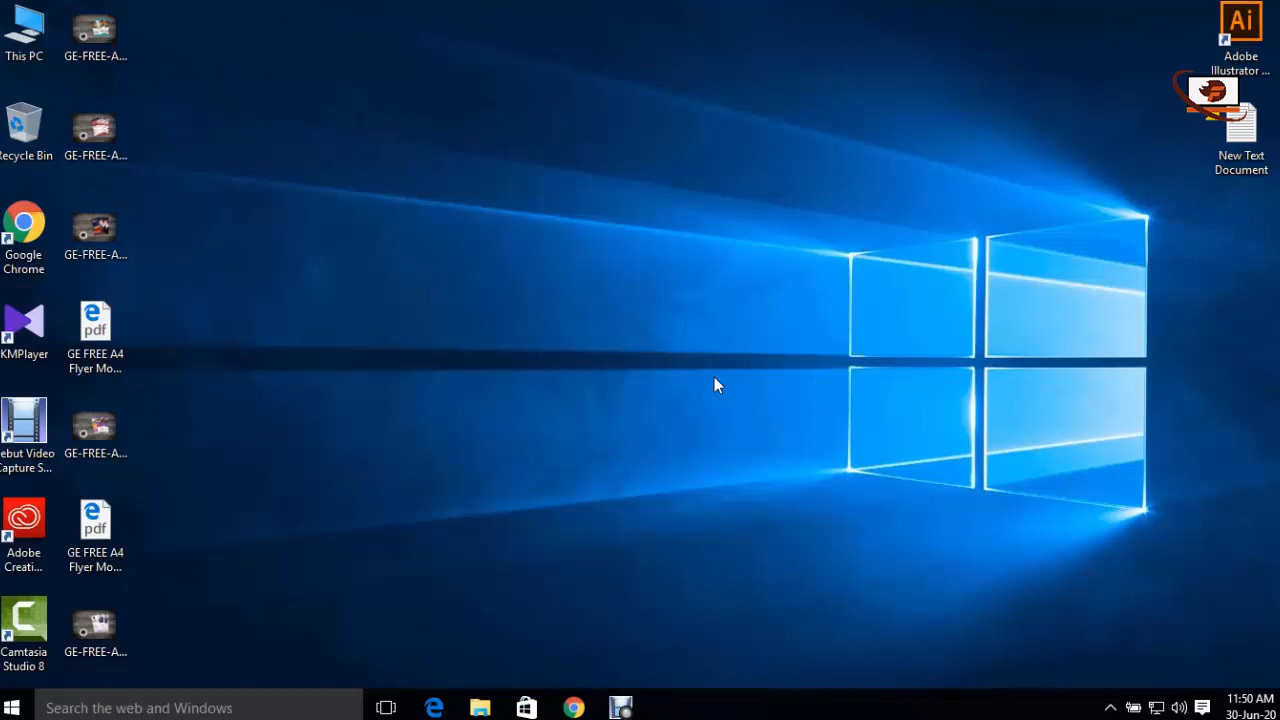 This PC
GE-FREE-A...
Recycle Bin
GE-FREE-A...
Google
Chrome
GE-FREE-A...
KMPlayer
pdf
GE FREE A4
Flyer Mo...
Debut Video
Capture S...
GE-FREE-A...
Adobe
Creati...
pdf
GE FREE A4
Flyer Mo...
Camtasia
Studio 8
GE-FREE-A...
Ai
Adobe
Illustrator ...
New Text
Document
Search the web and Windows
11:50 AM
30-Jun-20